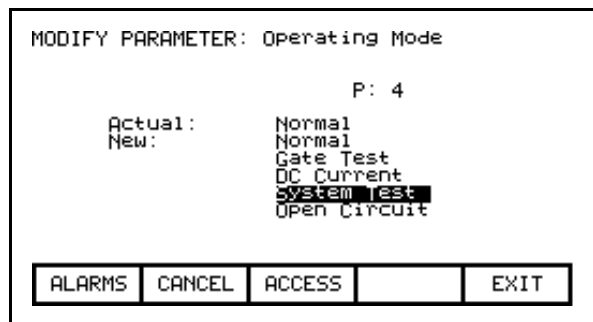 MODIFY PARAMETER: Operating Mode
P: 4
Actual: Normal
New: Normal
Gate Test
DC Current
System Test
Open Circuit
ALARMS CANCEL ACCESS EXIT